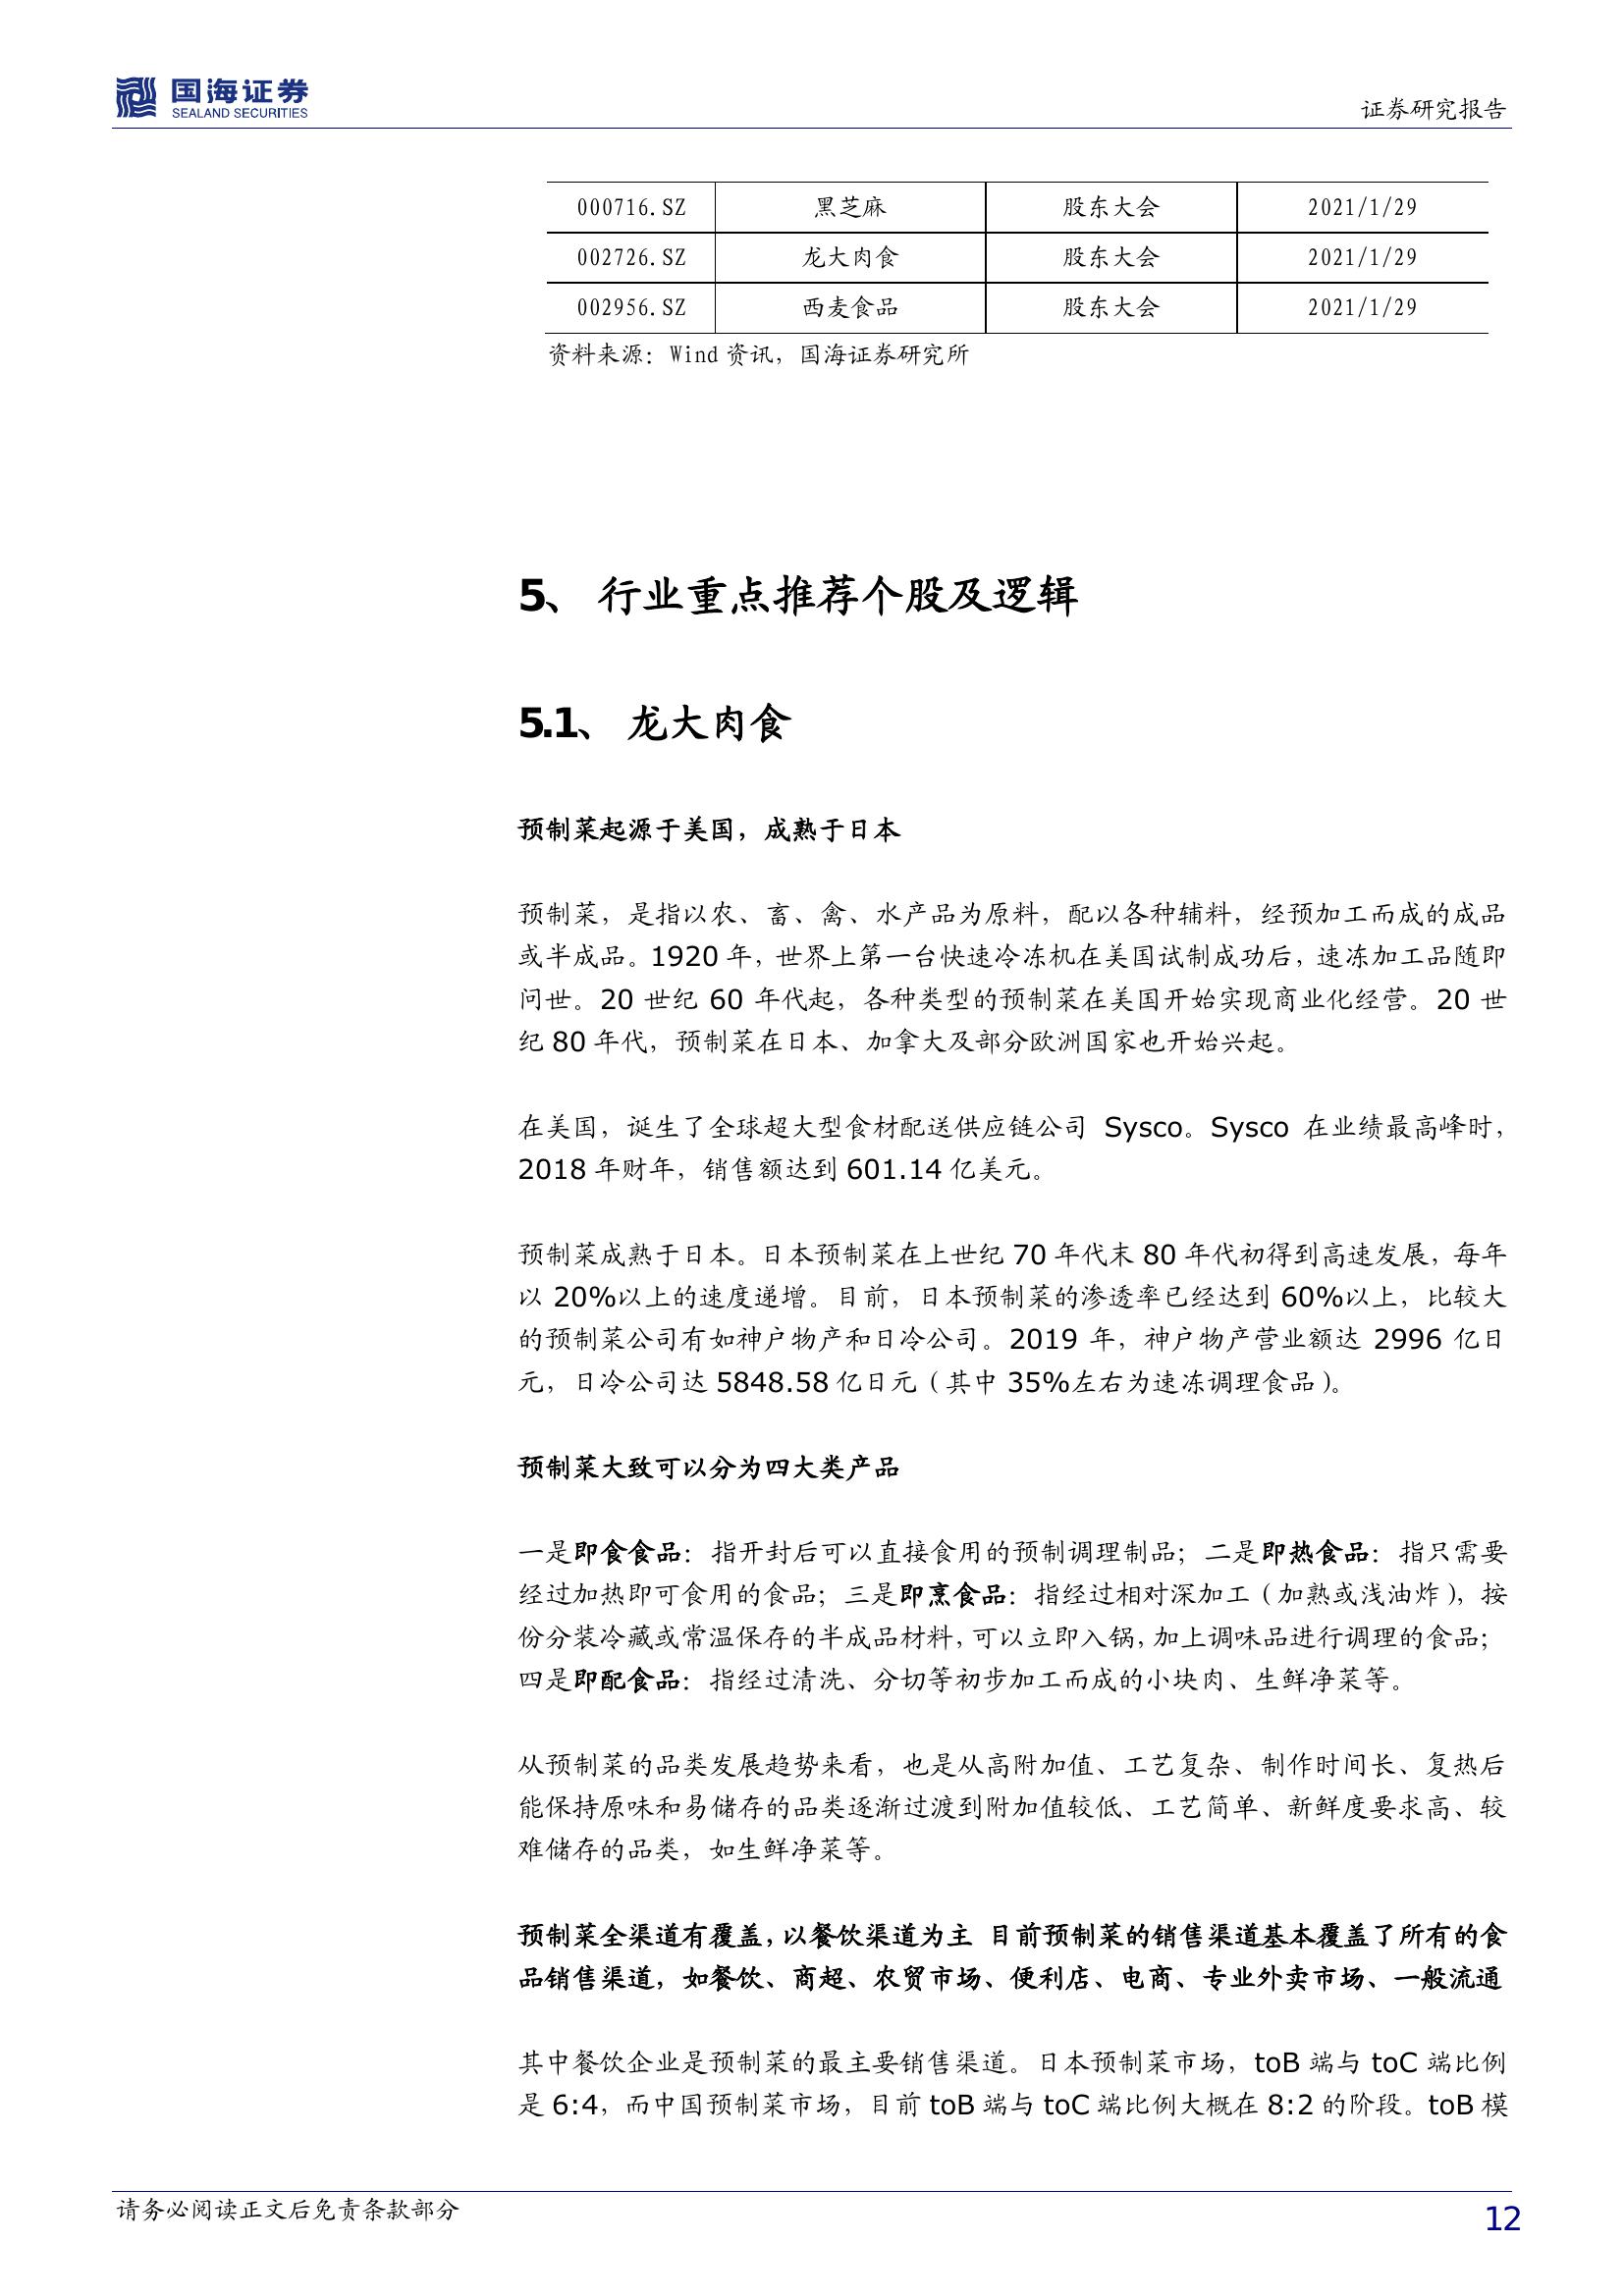 国海证券
SEALAND SECURITIES
证券研究报告
000716.SZ 黑芝麻 股东大会 2021/1/29
002726.SZ 龙大肉食 股东大会 2021/1/29
002956.SZ 西麦食品 股东大会 2021/1/29
资料来源：Wind 资讯，国海证券研究所
5、 行业重点推荐个股及逻辑
5.1、 龙大肉食
预制菜起源于美国，成熟于日本
预制菜，是指以农、畜、禽、水产品为原料，配以各种辅料，经预加工而成的成品
或半成品。1920 年，世界上第一台快速冷冻机在美国试制成功后，速冻加工品随即
问世。20 世纪 60 年代起，各种类型的预制菜在美国开始实现商业化经营。20 世
纪 80 年代，预制菜在日本、加拿大及部分欧洲国家也开始兴起。
在美国，诞生了全球超大型食材配送供应链公司 Sysco。Sysco 在业绩最高峰时，
2018 年财年，销售额达到 601.14 亿美元。
预制菜成熟于日本。日本预制菜在上世纪 70 年代末 80 年代初得到高速发展，每年
以 20%以上的速度递增。目前，日本预制菜的渗透率已经达到 60%以上，比较大
的预制菜公司有如神户物产和日冷公司。2019 年，神户物产营业额达 2996 亿日
元，日冷公司达 5848.58 亿日元（其中 35%左右为速冻调理食品）。
预制菜大致可以分为四大类产品
一是即食食品：指开封后可以直接食用的预制调理制品；二是即热食品：指只需要
经过加热即可食用的食品；三是即烹食品：指经过相对深加工（加熟或浅油炸），按
份分装冷藏或常温保存的半成品材料，可以立即入锅，加上调味品进行调理的食品；
四是即配食品：指经过清洗、分切等初步加工而成的小块肉、生鲜净菜等。
从预制菜的品类发展趋势来看，也是从高附加值、工艺复杂、制作时间长、复热后
能保持原味和易储存的品类逐渐过渡到附加值较低、工艺简单、新鲜度要求高、较
难储存的品类，如生鲜净菜等。
预制菜全渠道有覆盖，以餐饮渠道为主 目前预制菜的销售渠道基本覆盖了所有的食
品销售渠道，如餐饮、商超、农贸市场、便利店、电商、专业外卖市场、一般流通
其中餐饮企业是预制菜的最主要销售渠道。日本预制菜市场，toB 端与 toC 端比例
是 6:4，而中国预制菜市场，目前 toB 端与 toC 端比例大概在 8:2 的阶段。toB 模
请务必阅读正文后免责条款部分
12